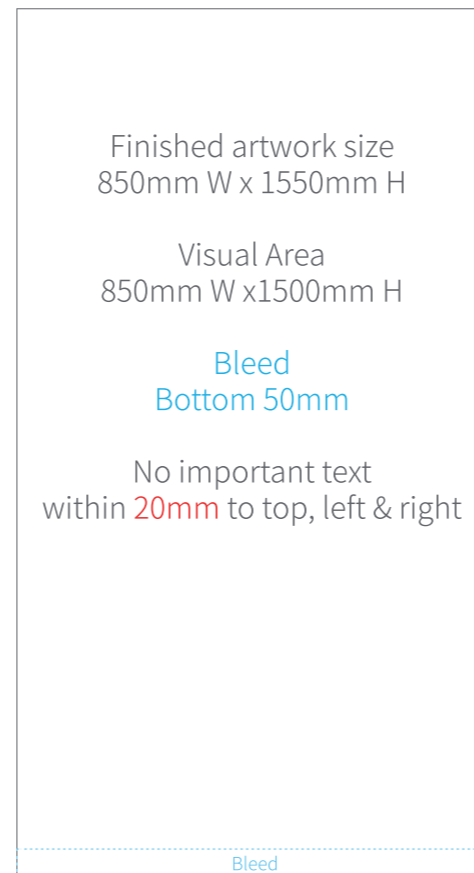 Finished artwork size
850mm W x 1550mm H
Visual Area
850mm W x1500mm H
Bleed
Bottom 50mm
No important text
within 20mm to top, left & right
Bleed